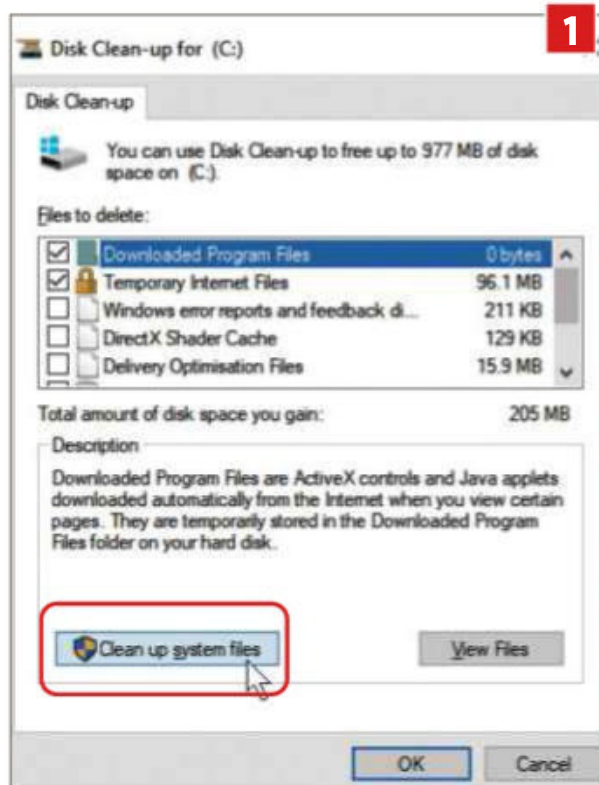 1
Disk Clean-up for (C:)
Disk Clean-up
You can use Disk Clean-up to free up to 977 MB of disk
space on (C:).
Files to delete:
Downloaded Program Files 0 bytes
Temporary Internet Files 96.1 MB
Windows error reports and feedback di... 211 KB
DirectX Shader Cache 129 KB
Delivery Optimisation Files 15.9 MB
Total amount of disk space you gain: 205 MB
Description
Downloaded Program Files are ActiveX controls and Java applets
downloaded automatically from the Internet when you view certain
pages. They are temporarily stored in the Downloaded Program
Files folder on your hard disk.
Clean up system files View Files
OK Cancel